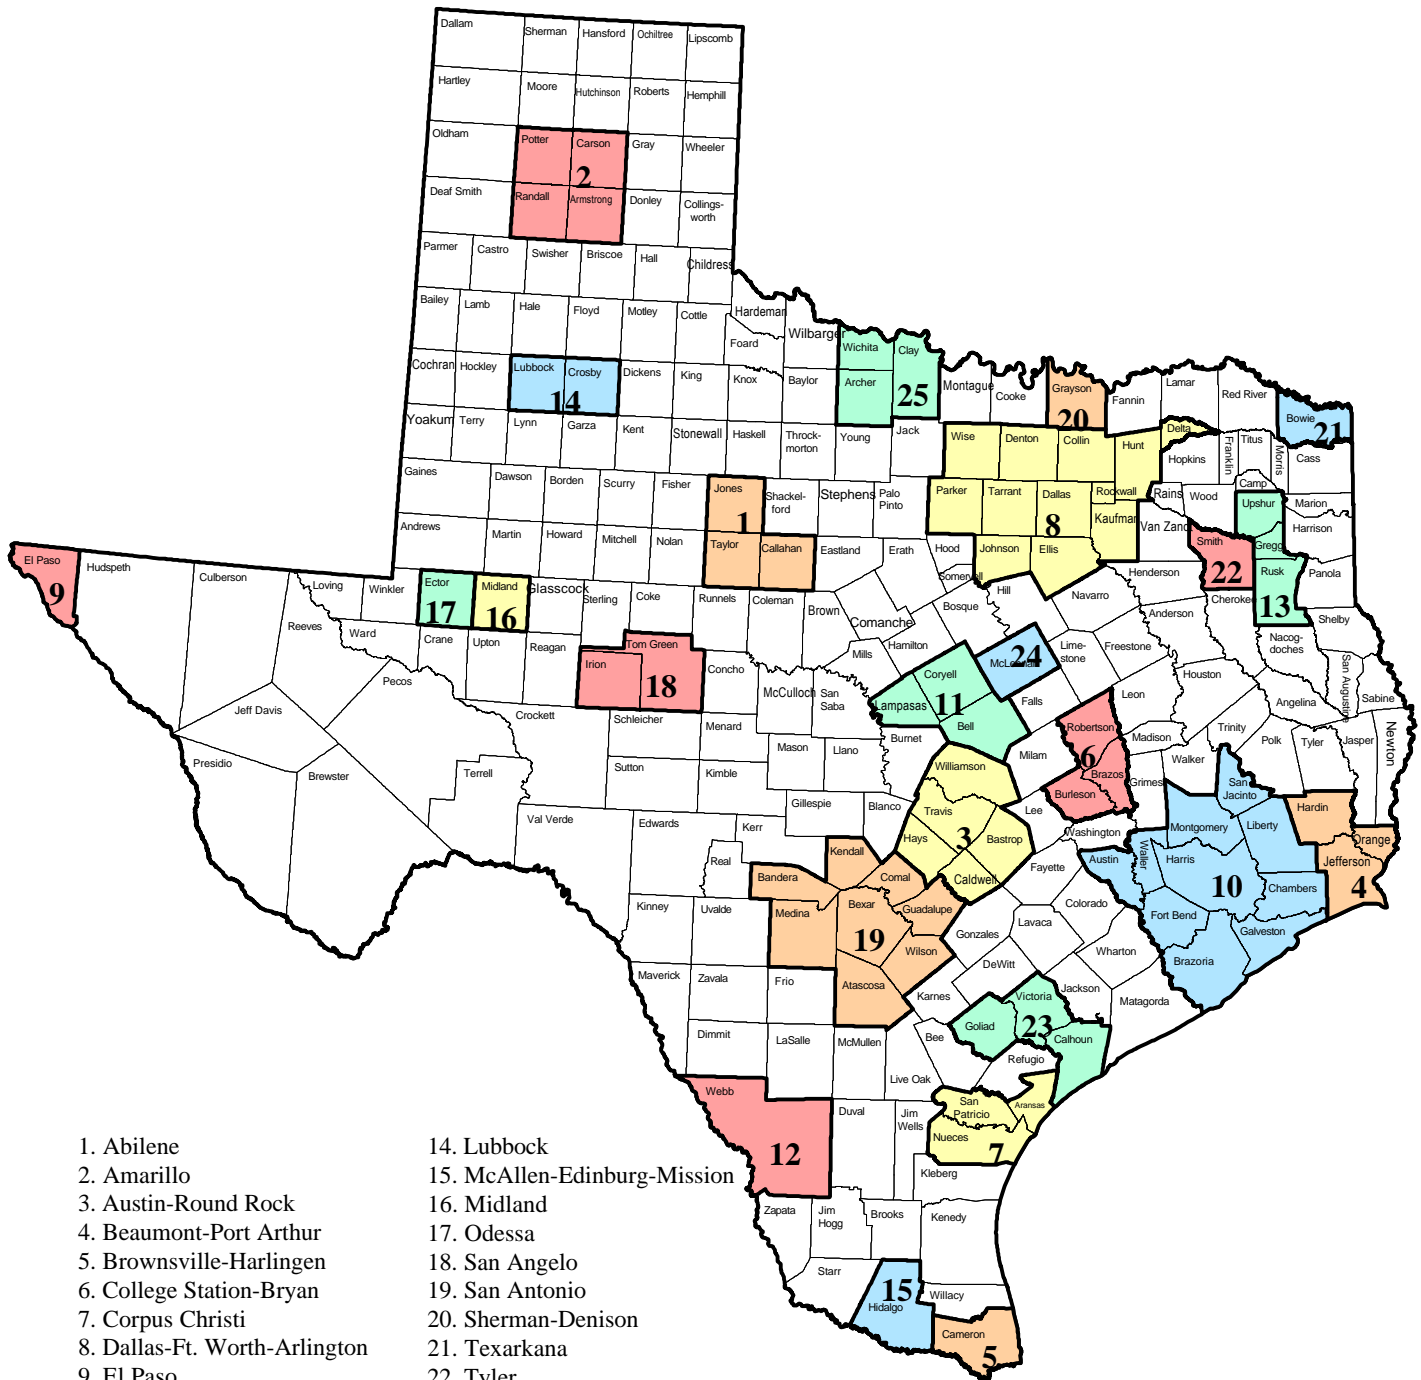 Dallam
Sherman
Hansford
Ochiltree
Lipscomb
Hartley
Moore
Hutchinson
Roberts
Hemphill
Oldham
Potter
Carson
Gray
Wheeler
2
Deaf Smith
Randall
Armstrong
Donley
Collings-
worth
Parmer
Castro
Swisher
Briscoe
Hall
Childress
Bailey
Lamb
Hale
Floyd
Motley
Cottle
Hardeman
Foard
Wilbarger
Wichita
Clay
Cochran
Hockley
Lubbock
Crosby
Dickens
King
Knox
Baylor
Archer
25
Montague
Cooke
Grayson
20
Fannin
Lamar
Red River
Bowie
21
14
Yoakum
Terry
Lynn
Garza
Kent
Stonewall
Haskell
Throck-
morton
Young
Jack
Wise
Denton
Collin
Hunt
Delta
Hopkins
Franklin
Titus
Morris
Cass
Camp
Gaines
Dawson
Borden
Scurry
Fisher
Jones
Shackel-
ford
Stephens
Palo
Pinto
Parker
Tarrant
Dallas
Rockwall
Rains
Wood
Upshur
Marion
1
8
Kaufman
Van Zand
Smith
Gregg
Harrison
Andrews
Martin
Howard
Mitchell
Nolan
Taylor
Callahan
Eastland
Erath
Hood
Somervell
Johnson
Ellis
Henderson
22
Rusk
Panola
Cherokee
13
El Paso
9
Hudspeth
Culberson
Loving
Winkler
Ector
17
Midland
16
Glasscock
Sterling
Coke
Runnels
Coleman
Brown
Comanche
Bosque
Hill
Navarro
Anderson
Shelby
Nacog-
doches
Reeves
Ward
Crane
Upton
Reagan
Irion
Tom Green
18
Concho
McCulloch
San
Saba
Mills
Hamilton
Coryell
McLennan
24
Lime-
stone
Freestone
Houston
San Augustine
Sabine
Angelina
Pecos
Jeff Davis
Presidio
Brewster
Terrell
Crockett
Schleicher
Menard
Lampasas
11
Bell
Falls
Leon
Robertson
Madison
Trinity
Polk
Tyler
Jasper
Newton
Sutton
Kimble
Mason
Llano
Burnet
Williamson
Milam
6
Brazos
Burleson
Grimes
Walker
San
Jacinto
Hardin
Val Verde
Edwards
Kerr
Gillespie
Blanco
Travis
Hays
3
Bastrop
Caldwell
Lee
Washington
Fayette
Austin
Waller
Montgomery
Liberty
Harris
10
Chambers
Orange
Jefferson
4
Real
Bandera
Kendall
Comal
Guadalupe
Kinney
Uvalde
Medina
Bexar
19
Wilson
Gonzales
Lavaca
Colorado
Fort Bend
Galveston
Brazoria
Wharton
Maverick
Zavala
Frio
Atascosa
Karnes
DeWitt
Jackson
Matagorda
Victoria
23
Goliad
Calhoun
Dimmit
LaSalle
McMullen
Bee
Refugio
Live Oak
Webb
12
Duval
Jim
Wells
San
Patricio
Aransas
Nueces
7
Kleberg
Zapata
Jim
Hogg
Brooks
Kenedy
Starr
15
Hidalgo
Willacy
Cameron
5
1. Abilene
2. Amarillo
3. Austin-Round Rock
4. Beaumont-Port Arthur
5. Brownsville-Harlingen
6. College Station-Bryan
7. Corpus Christi
8. Dallas-Ft. Worth-Arlington
9. El Paso
14. Lubbock
15. McAllen-Edinburg-Mission
16. Midland
17. Odessa
18. San Angelo
19. San Antonio
20. Sherman-Denison
21. Texarkana
22. Tyler